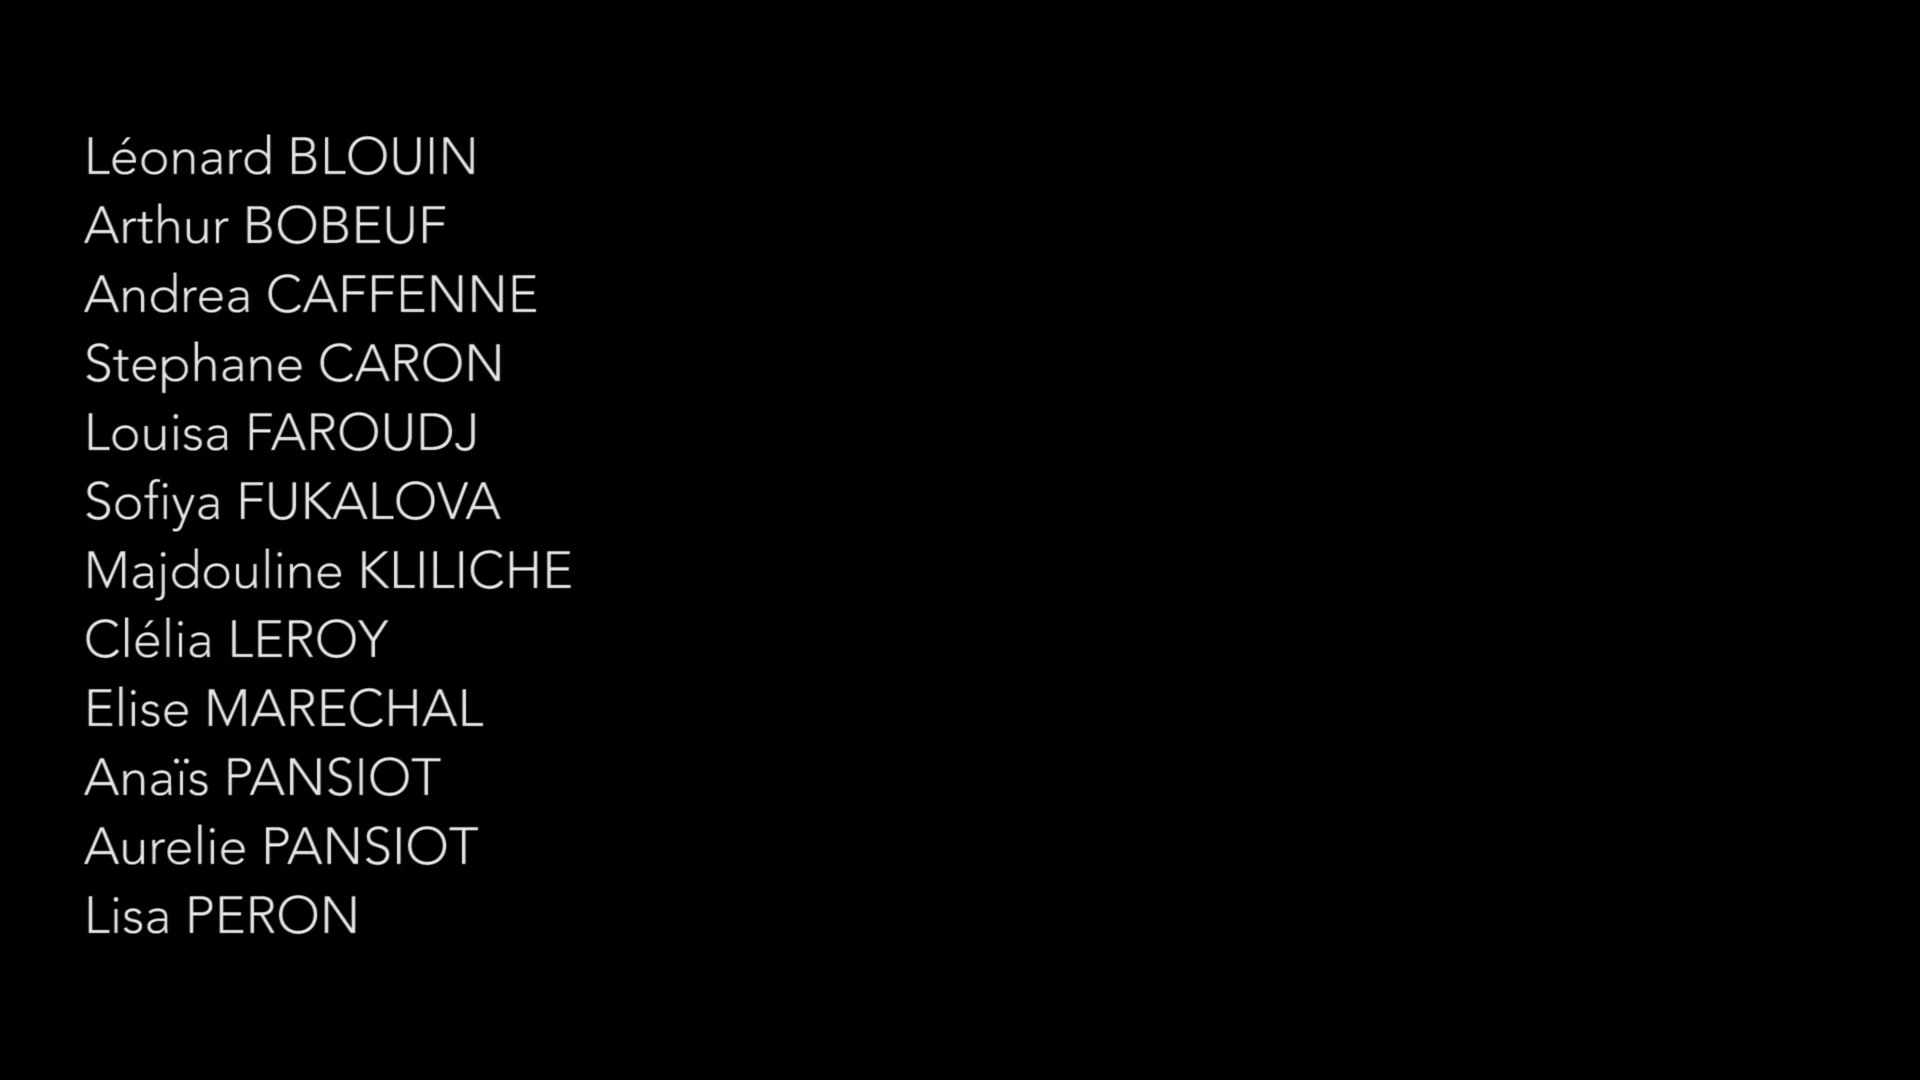 Léonard BLOUIN
Arthur BOBEUF
Andrea CAFFENNE
Stephane CARON
Louisa FAROUDJ
Sofiya FUKALOVA
Majdouline KLILICHE
Clélia LEROY
Elise MARECHAL
Anaïs PANSIOT
Aurelie PANSIOT
Lisa PERON